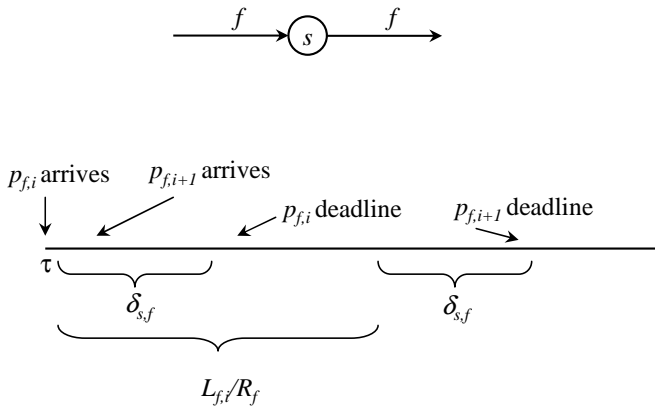 f f
s
p_{f,i} arrives p_{f,i+1} arrives
p_{f,i} deadline p_{f,i+1} deadline
τ
δ_{s,f} δ_{s,f}
L_{f,i}/R_f